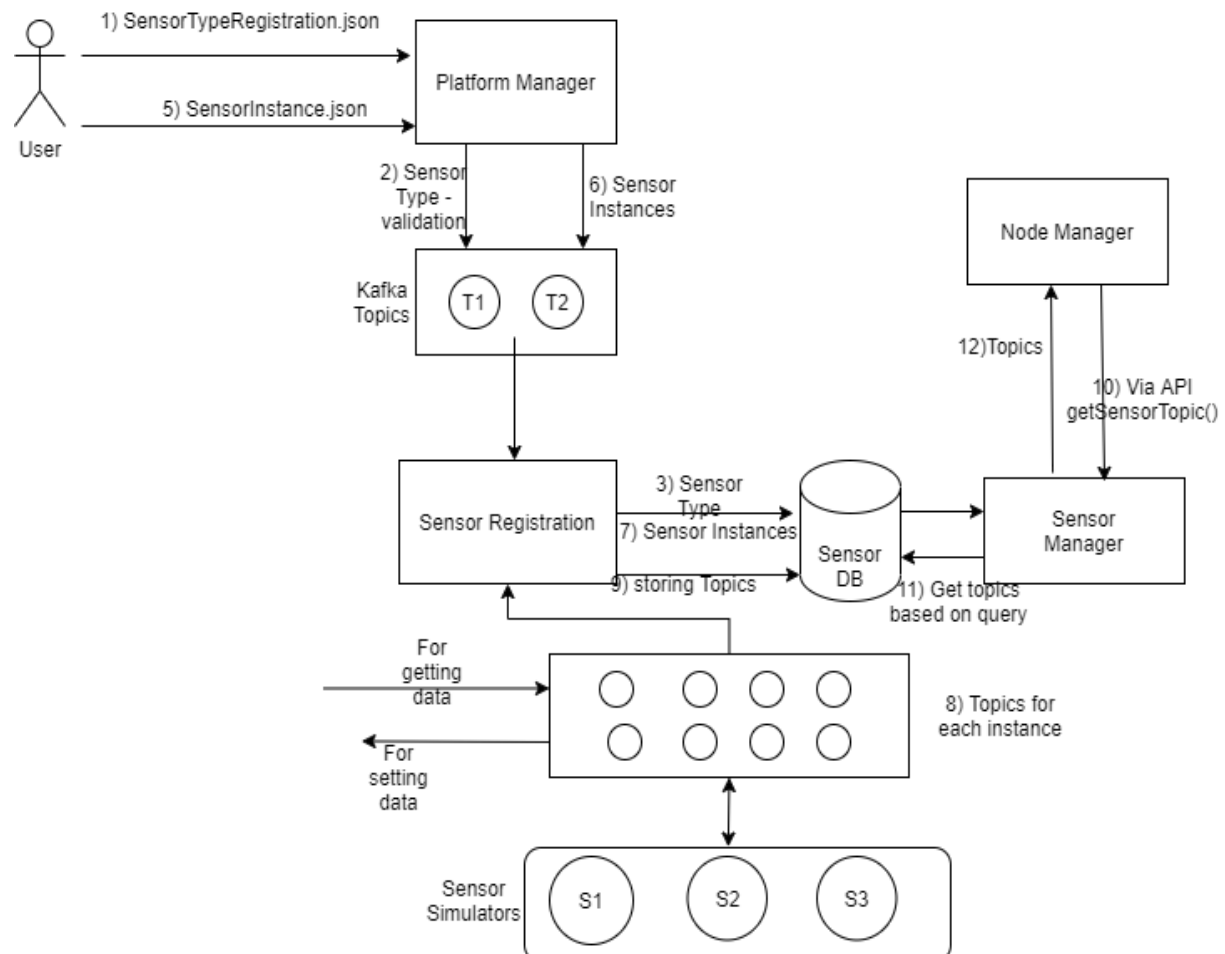 1) SensorTypeRegistration.json
Platform Manager
5) SensorInstance.json
User
2) Sensor
Type -
validation
6) Sensor
Instances
Node Manager
Kafka
Topics
T1
T2
12)Topics
10) Via API
getSensorTopic()
Sensor Registration
3) Sensor
Type
7) Sensor Instances
Sensor
DB
Sensor
Manager
9) storing Topics
11) Get topics
based on query
For
getting
data
8) Topics for
each instance
For
setting
data
Sensor
Simulators
S1
S2
S3